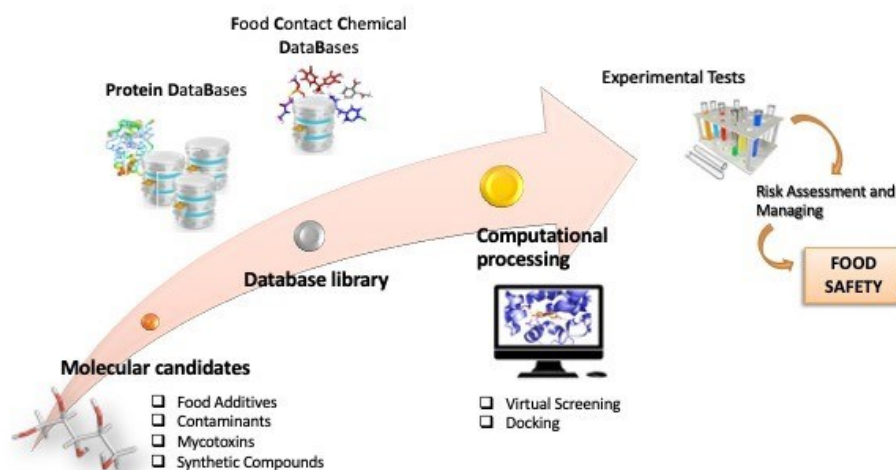 Food Contact Chemical
DataBases
Protein DataBases
Experimental Tests
Risk Assessment and
Managing
FOOD
SAFETY
Computational
processing
Database library
Molecular candidates
❑ Food Additives
❑ Contaminants
❑ Mycotoxins
❑ Synthetic Compounds
❑ Virtual Screening
❑ Docking